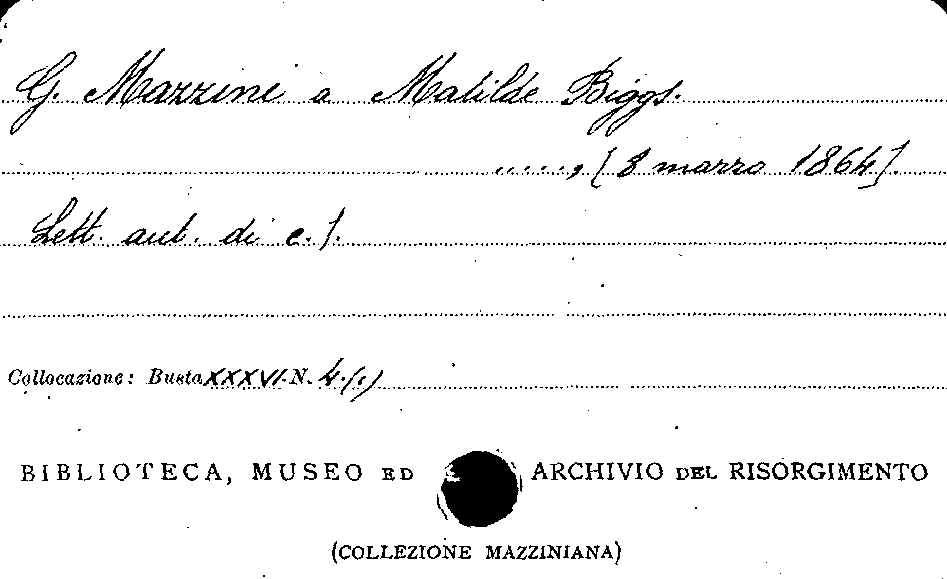 G. Mazzini a Matilde Biggs.
....., [8 marzo 1864].
Lett. aut. di c. 1.
Collocazione: Busta XXXVI. N. 4.(1)
BIBLIOTECA, MUSEO ED ARCHIVIO DEL RISORGIMENTO
(COLLEZIONE MAZZINIANA)